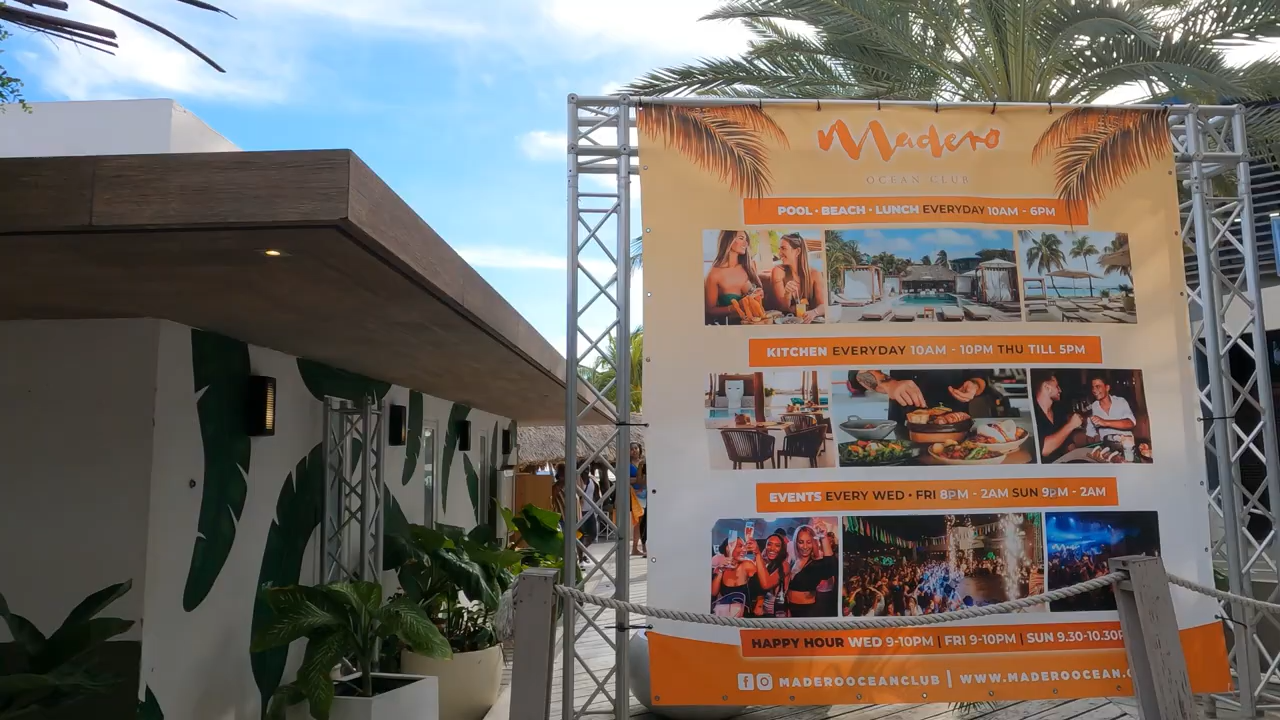 Madero
OCEAN CLUB
POOL • BEACH • LUNCH EVERYDAY 10AM - 6PM
KITCHEN EVERYDAY 10AM - 10PM THU TILL 5PM
EVENTS EVERY WED • FRI 8PM - 2AM SUN 9PM - 2AM
HAPPY HOUR WED 9-10PM | FRI 9-10PM | SUN 9.30-10.30P
MADEROOCEANCLUB | WWW.MADEROOCEAN.